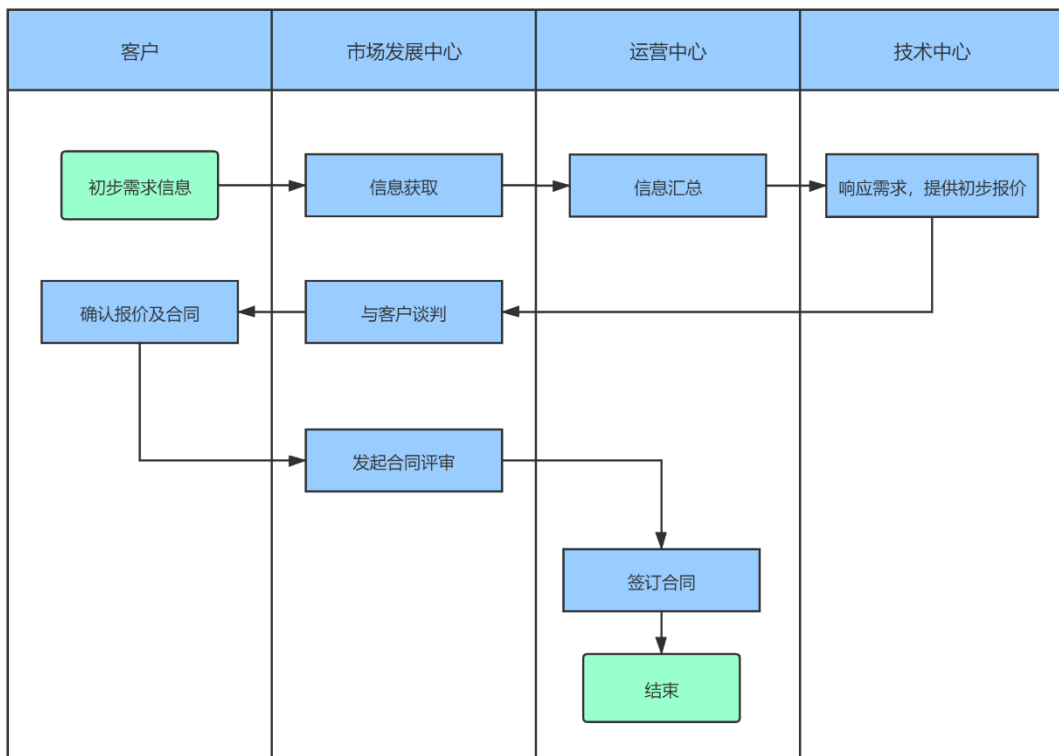 客户
市场发展中心
运营中心
技术中心
初步需求信息
信息获取
信息汇总
响应需求，提供初步报价
确认报价及合同
与客户谈判
发起合同评审
签订合同
结束